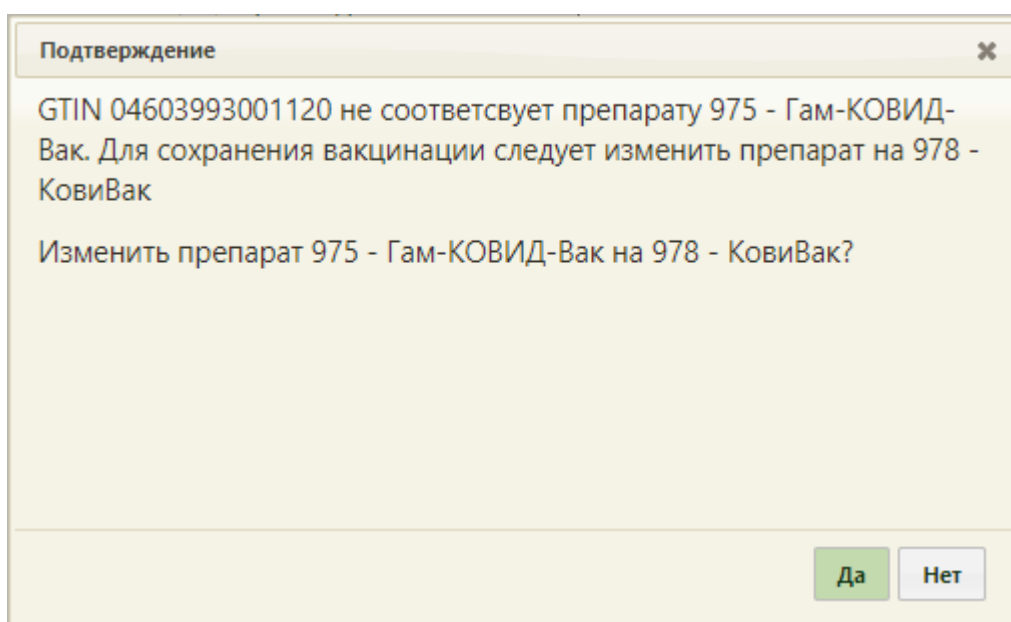 Подтверждение
GTIN 04603993001120 не соответсвует препарату 975 - Гам-КОВИД-
Вак. Для сохранения вакцинации следует изменить препарат на 978 -
КовиВак
Изменить препарат 975 - Гам-КОВИД-Вак на 978 - КовиВак?
Да Нет